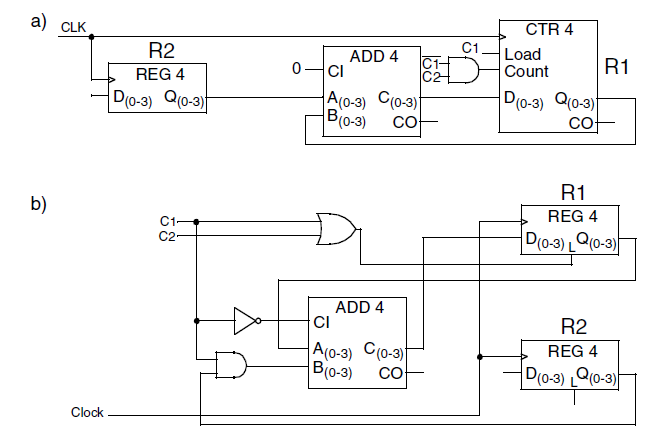 a)
CLK
R2
REG 4
D(0-3) Q(0-3)
0
ADD 4
CI
A(0-3) C(0-3)
B(0-3)
CO
C1
C2
C1
CTR 4
Load
Count
D(0-3) Q(0-3)
CO
R1
b)
C1
C2
R1
REG 4
D(0-3) L Q(0-3)
ADD 4
CI
A(0-3) C(0-3)
B(0-3)
CO
R2
REG 4
D(0-3) L Q(0-3)
Clock